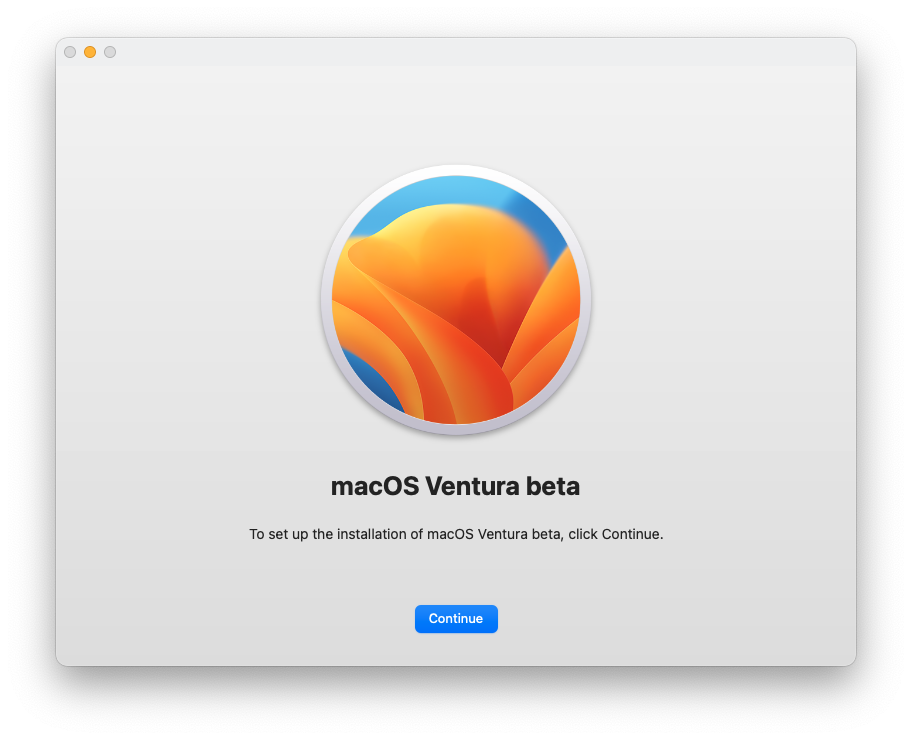 macOS Ventura beta
To set up the installation of macOS Ventura beta, click Continue.
Continue